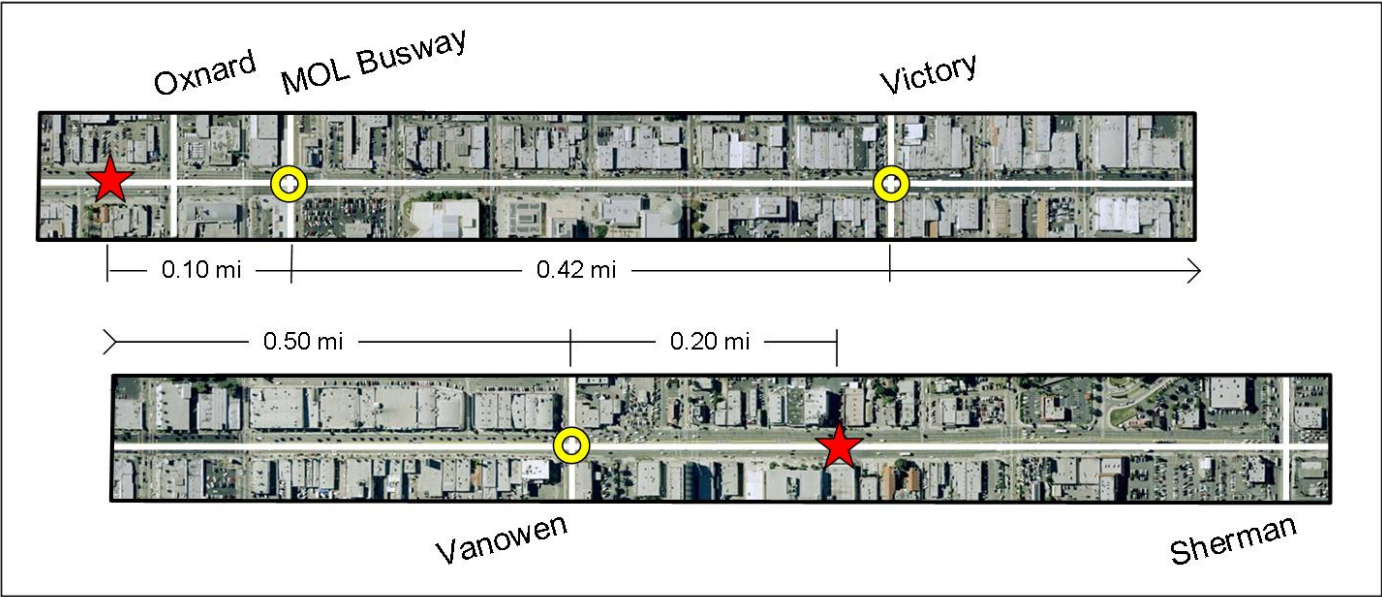 Oxnard
MOL Busway
Victory
0.10 mi
0.42 mi
0.50 mi
0.20 mi
Vanowen
Sherman